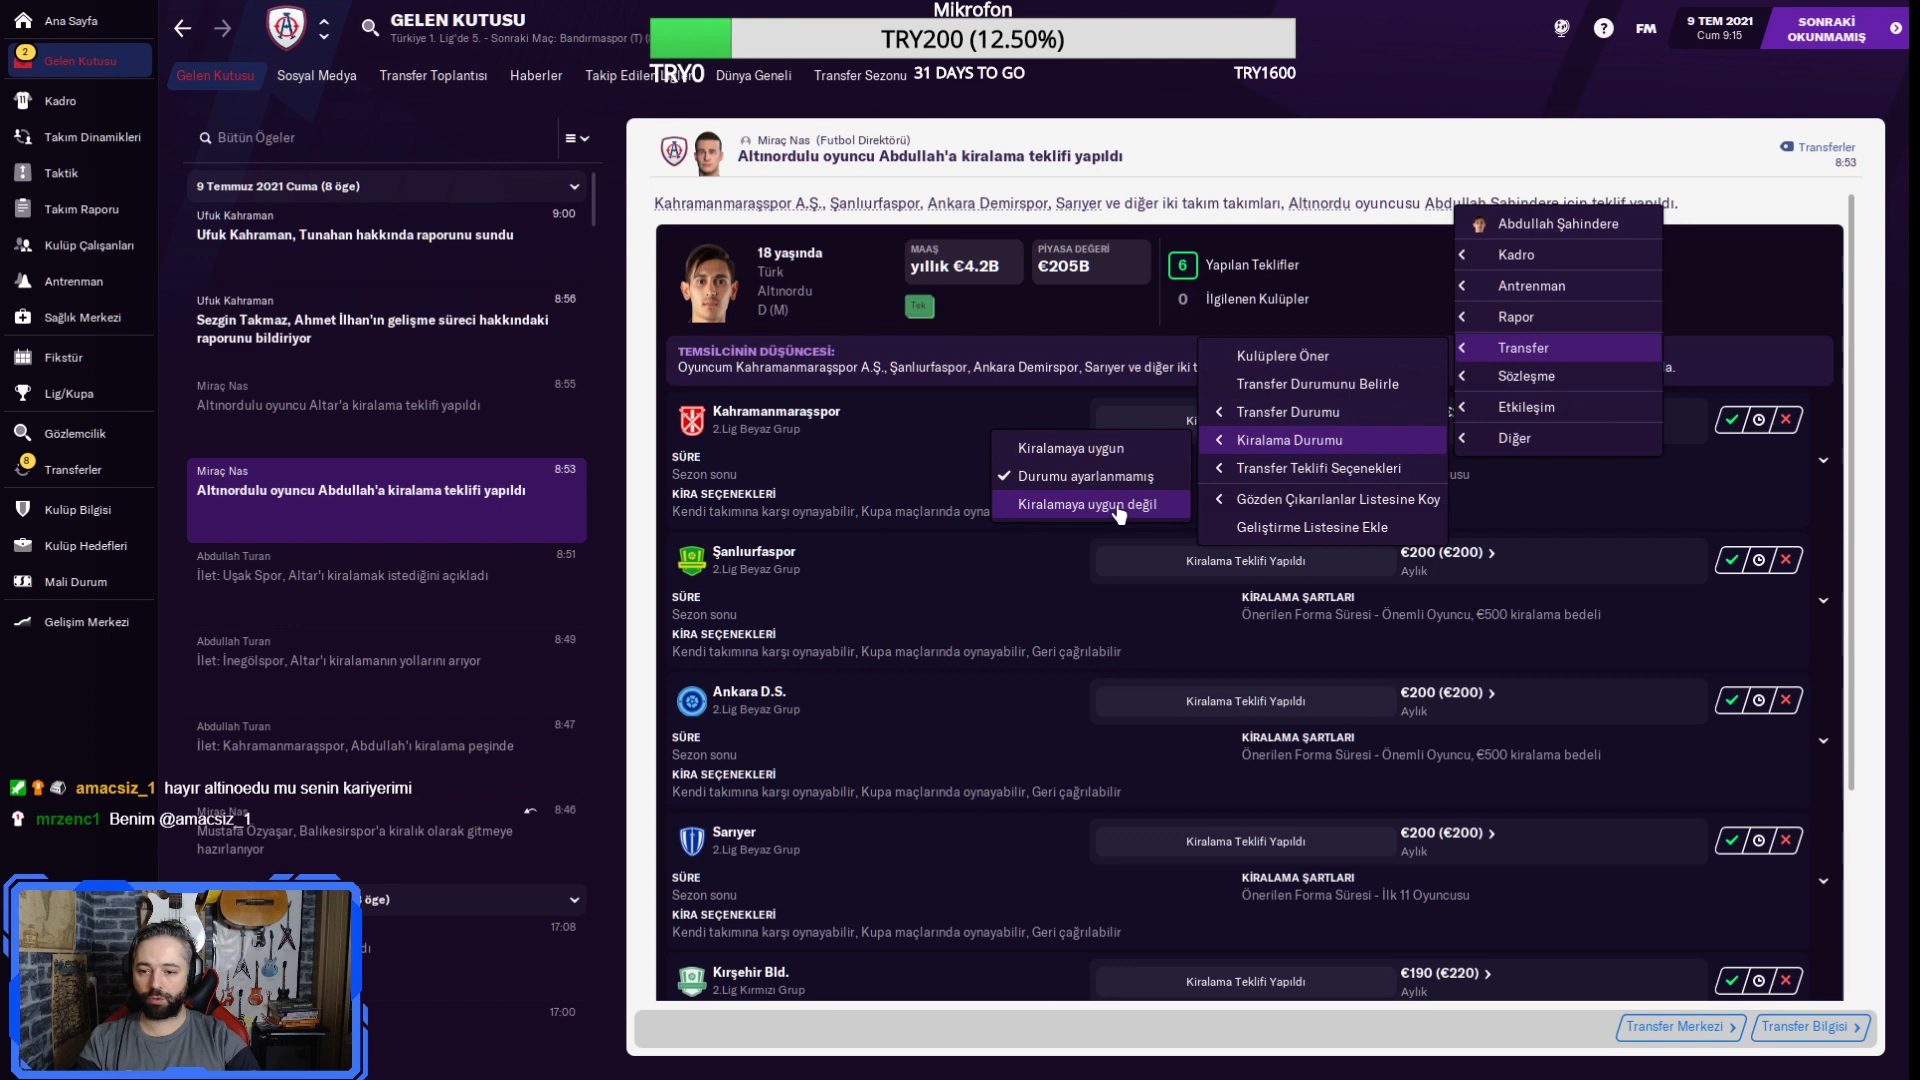 Ana Sayfa
2
Gelen Kutusu
Kadro
Takım Dinamikleri
Taktik
Takım Raporu
Kulüp Çalışanları
Antrenman
Sağlık Merkezi
Fikstür
Lig/Kupa
Gözlemcilik
8
Transferler
Kulüp Bilgisi
Kulüp Hedefleri
Mali Durum
Gelişim Merkezi
GELEN KUTUSU
Türkiye 1. Lig'de 5. - Sonraki Maç: Bandırmaspor (T)
Mikrofon
TRY200 (12.50%)
TRY0
31 DAYS TO GO
TRY1600
FM
9 TEM 2021
Cum 9:15
SONRAKİ
OKUNMAMIŞ
Gelen Kutusu
Sosyal Medya
Transfer Toplantısı
Haberler
Takip Edilen
Dünya Geneli
Transfer Sezonu
Bütün Ögeler
9 Temmuz 2021 Cuma (8 öge)
Ufuk Kahraman
9:00
Ufuk Kahraman, Tunahan hakkında raporunu sundu
Ufuk Kahraman
8:56
Sezgin Takmaz, Ahmet İlhan'ın gelişme süreci hakkındaki
raporunu bildiriyor
Miraç Nas
8:55
Altınordulu oyuncu Altar'a kiralama teklifi yapıldı
Miraç Nas
8:53
Altınordulu oyuncu Abdullah'a kiralama teklifi yapıldı
Abdullah Turan
8:51
İlet: Uşak Spor, Altar'ı kiralamak istediğini açıkladı
Abdullah Turan
8:49
İlet: İnegölspor, Altar'ı kiralamanın yollarını arıyor
Abdullah Turan
8:47
İlet: Kahramanmaraşspor, Abdullah'ı kiralama peşinde
amacsiz_1 hayır altinoedu mu senin kariyerimi
Miraç Nas
8:46
mrzenc1 Benim @amacsiz_1
Mustafa Özyaşar, Balıkesirspor'a kiralık olarak gitmeye
hazırlanıyor
öge)
17:08
17:00
Miraç Nas (Futbol Direktörü)
Altınordulu oyuncu Abdullah'a kiralama teklifi yapıldı
Transferler
8:53
Kahramanmaraşspor A.Ş., Şanlıurfaspor, Ankara Demirspor, Sarıyer ve diğer iki takım takımları, Altınordu oyuncusu Abdullah Şahindere için teklif yapıldı.
18 yaşında
Türk
Altınordu
D (M)
MAAŞ
yıllık €4.2B
PİYASA DEĞERİ
€205B
Tek
6 Yapılan Teklifler
0 İlgilenen Kulüpler
TEMSİLCİNİN DÜŞÜNCESİ:
Oyuncum Kahramanmaraşspor A.Ş., Şanlıurfaspor, Ankara Demirspor, Sarıyer ve diğer iki
Abdullah Şahindere
Kadro
Antrenman
Rapor
Transfer
Sözleşme
Etkileşim
Diğer
Kulüplere Öner
Transfer Durumunu Belirle
Transfer Durumu
Kiralama Durumu
Transfer Teklifi Seçenekleri
Gözden Çıkarılanlar Listesine Koy
Geliştirme Listesine Ekle
Kiralamaya uygun
Durumu ayarlanmamış
Kiralamaya uygun değil
Kahramanmaraşspor
2.Lig Beyaz Grup
SÜRE
Sezon sonu
KİRA SEÇENEKLERİ
Kendi takımına karşı oynayabilir, Kupa maçlarında
Şanlıurfaspor
2.Lig Beyaz Grup
Kiralama Teklifi Yapıldı
€200 (€200)
Aylık
SÜRE
Sezon sonu
KİRALAMA ŞARTLARI
Önerilen Forma Süresi - Önemli Oyuncu, €500 kiralama bedeli
KİRA SEÇENEKLERİ
Kendi takımına karşı oynayabilir, Kupa maçlarında oynayabilir, Geri çağrılabilir
Ankara D.S.
2.Lig Beyaz Grup
Kiralama Teklifi Yapıldı
€200 (€200)
Aylık
SÜRE
Sezon sonu
KİRALAMA ŞARTLARI
Önerilen Forma Süresi - Önemli Oyuncu, €500 kiralama bedeli
KİRA SEÇENEKLERİ
Kendi takımına karşı oynayabilir, Kupa maçlarında oynayabilir, Geri çağrılabilir
Sarıyer
2.Lig Beyaz Grup
Kiralama Teklifi Yapıldı
€200 (€200)
Aylık
SÜRE
Sezon sonu
KİRALAMA ŞARTLARI
Önerilen Forma Süresi - İlk 11 Oyuncusu
KİRA SEÇENEKLERİ
Kendi takımına karşı oynayabilir, Kupa maçlarında oynayabilir, Geri çağrılabilir
Kırşehir Bld.
2.Lig Kırmızı Grup
Kiralama Teklifi Yapıldı
€190 (€220)
Aylık
Transfer Merkezi
Transfer Bilgisi